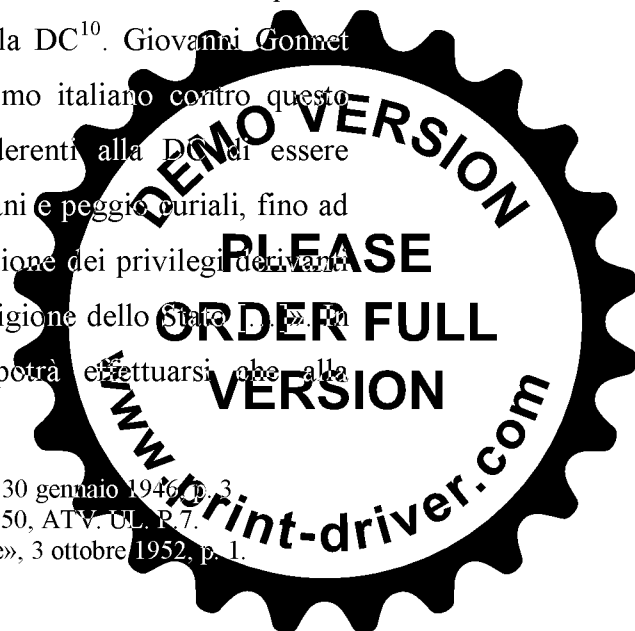 la DC10. Giovanni Gonnet
mo italiano contro questo
derenti alla DC di essere
ani e peggio curiali, fino ad
zione dei privilegi derivanti
igione dello Stato [...]». In
potrà effettuarsi che alla
30 gennaio 1946, p. 3
50, ATV. UL. P.7.
e», 3 ottobre 1952, p. 1.
DEMO VERSION
PLEASE
ORDER FULL
VERSION
www.print-driver.com